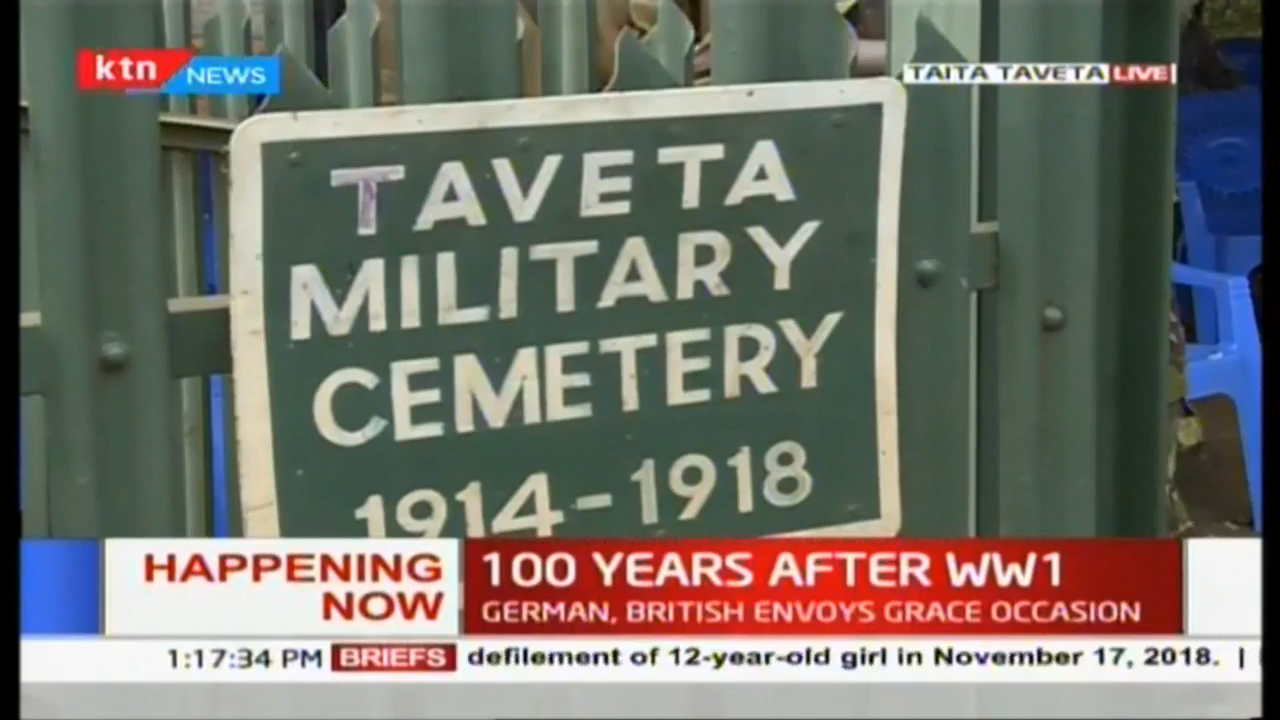 ktn NEWS
TAITA TAVETA LIVE
TAVETA
MILITARY
CEMETERY
1914-1918
HAPPENING
NOW
100 YEARS AFTER WW1
GERMAN, BRITISH ENVOYS GRACE OCCASION
1:17:34 PM BRIEFS defilement of 12-year-old girl in November 17, 2018. |